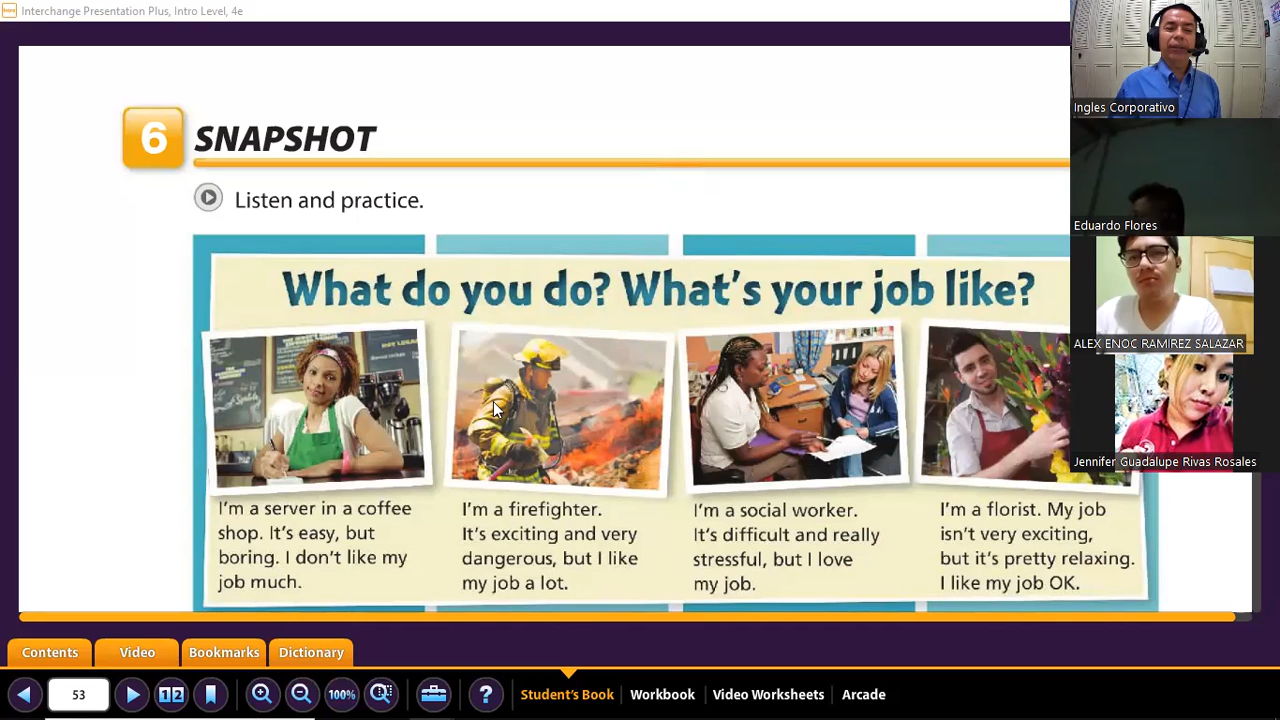 Interchange Presentation Plus, Intro Level, 4e
6 SNAPSHOT
Listen and practice.
What do you do? What's your job like?
I'm a server in a coffee
shop. It's easy, but
boring. I don't like my
job much.
I'm a firefighter.
It's exciting and very
dangerous, but I like
my job a lot.
I'm a social worker.
It's difficult and really
stressful, but I love
my job.
I'm a florist. My job
isn't very exciting,
but it's pretty relaxing.
I like my job OK.
Ingles Corporativo
Eduardo Flores
ALEX ENOC RAMIREZ SALAZAR
Jennifer Guadalupe Rivas Rosales
Contents Video Bookmarks Dictionary
53 1 2 100% ? Student's Book Workbook Video Worksheets Arcade